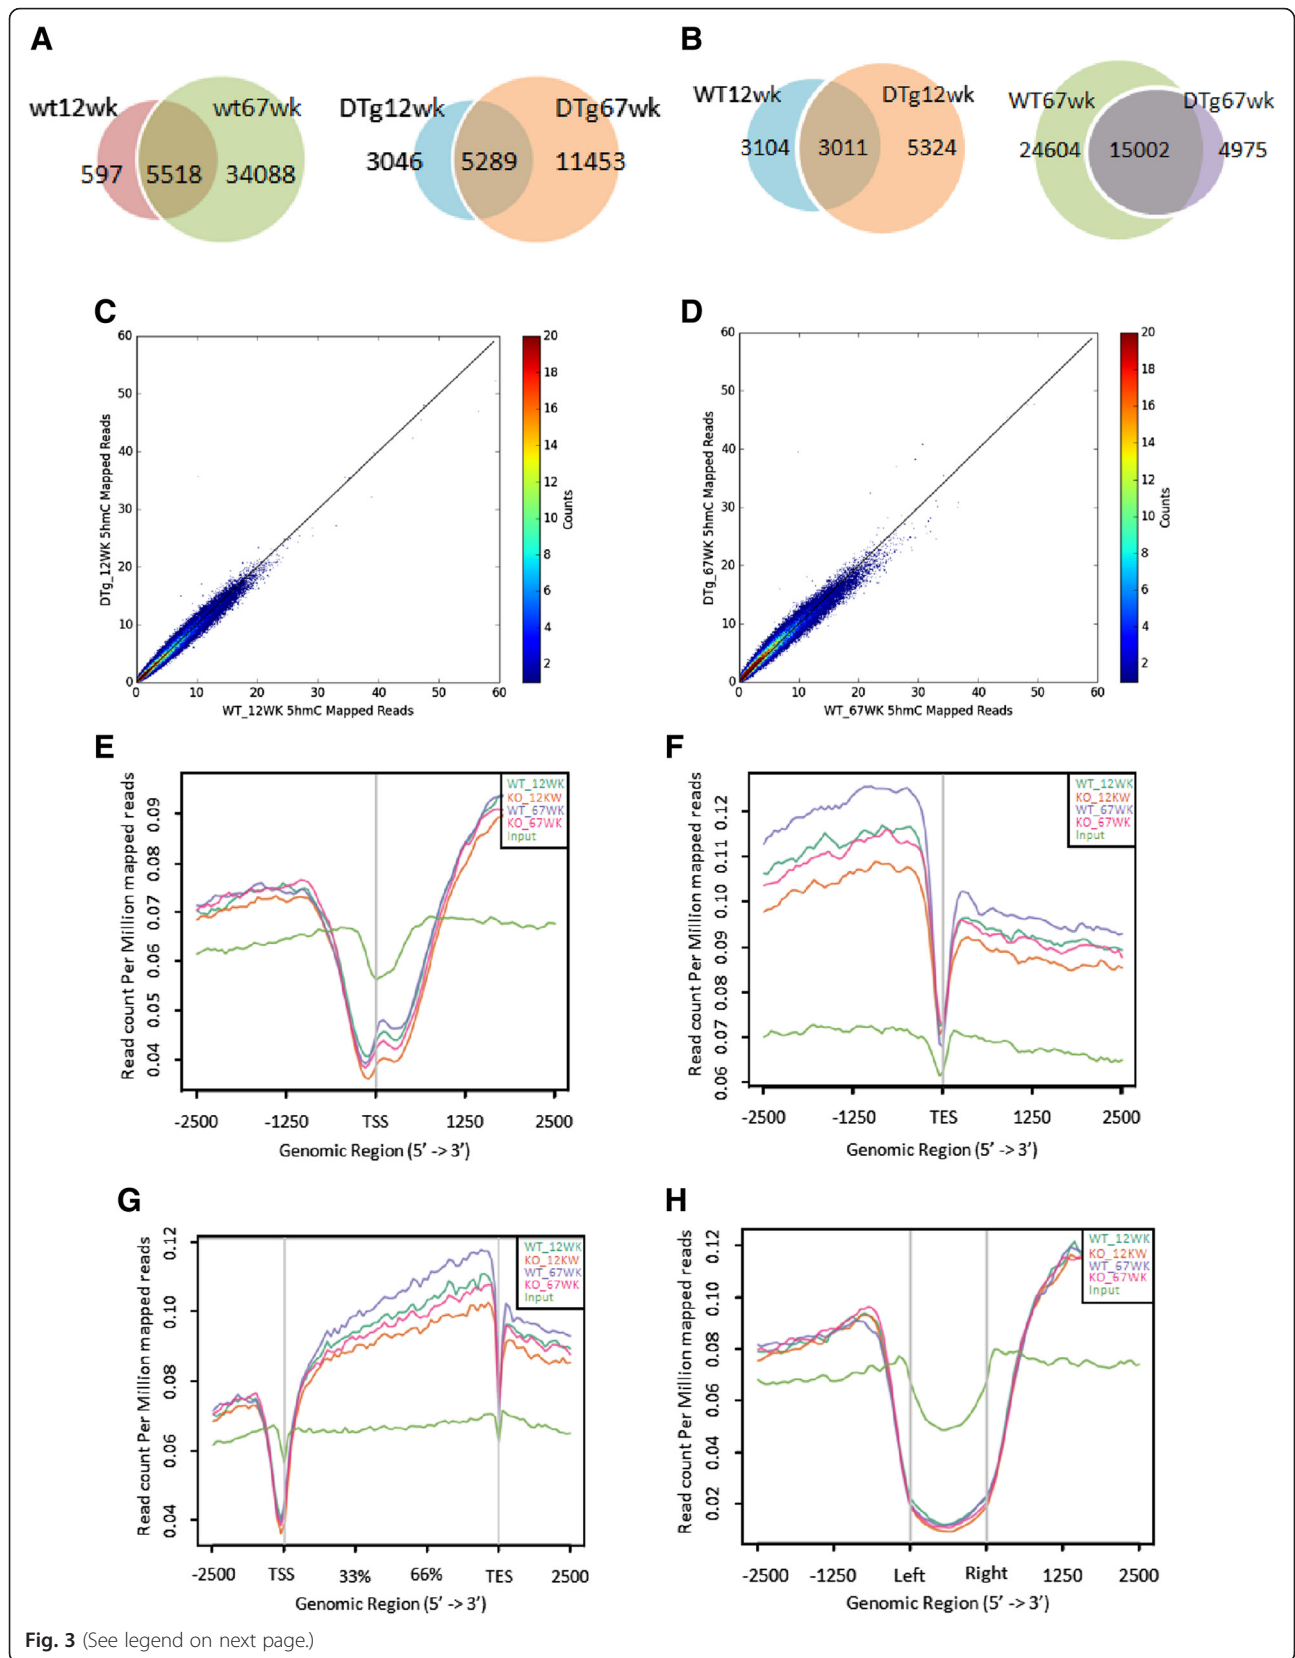 A
wt12wk
wt67wk
597
5518
34088
DTg12wk
DTg67wk
3046
5289
11453
B
WT12wk
DTg12wk
3104
3011
5324
WT67wk
DTg67wk
24604
15002
4975
C
60
50
40
30
20
10
0
0 10 20 30 40 50 60
DTg_12WK 5hmC Mapped Reads
WT_12WK 5hmC Mapped Reads
20
18
16
14
12
10
8
6
4
2
Counts
D
60
50
40
30
20
10
0
0 10 20 30 40 50 60
DTg_67WK 5hmC Mapped Reads
WT_67WK 5hmC Mapped Reads
20
18
16
14
12
10
8
6
4
2
Counts
E
Read count Per Million mapped reads
0.09
0.08
0.07
0.06
0.05
0.04
WT_12WK
KO_12KW
WT_67WK
KO_67WK
Input
-2500 -1250 TSS 1250 2500
Genomic Region (5' -> 3')
F
Read count Per Million mapped reads
0.12
0.11
0.10
0.09
0.08
0.07
0.06
WT_12WK
KO_12KW
WT_67WK
KO_67WK
Input
-2500 -1250 TES 1250 2500
Genomic Region (5' -> 3')
G
Read count Per Million mapped reads
0.12
0.10
0.08
0.06
0.04
WT_12WK
KO_12KW
WT_67WK
KO_67WK
Input
-2500 TSS 33% 66% TES 2500
Genomic Region (5' -> 3')
H
Read count Per Million mapped reads
0.12
0.10
0.08
0.06
0.04
0.02
WT_12WK
KO_12KW
WT_67WK
KO_67WK
Input
-2500 -1250 Left Right 1250 2500
Genomic Region (5' -> 3')
Fig. 3 (See legend on next page.)